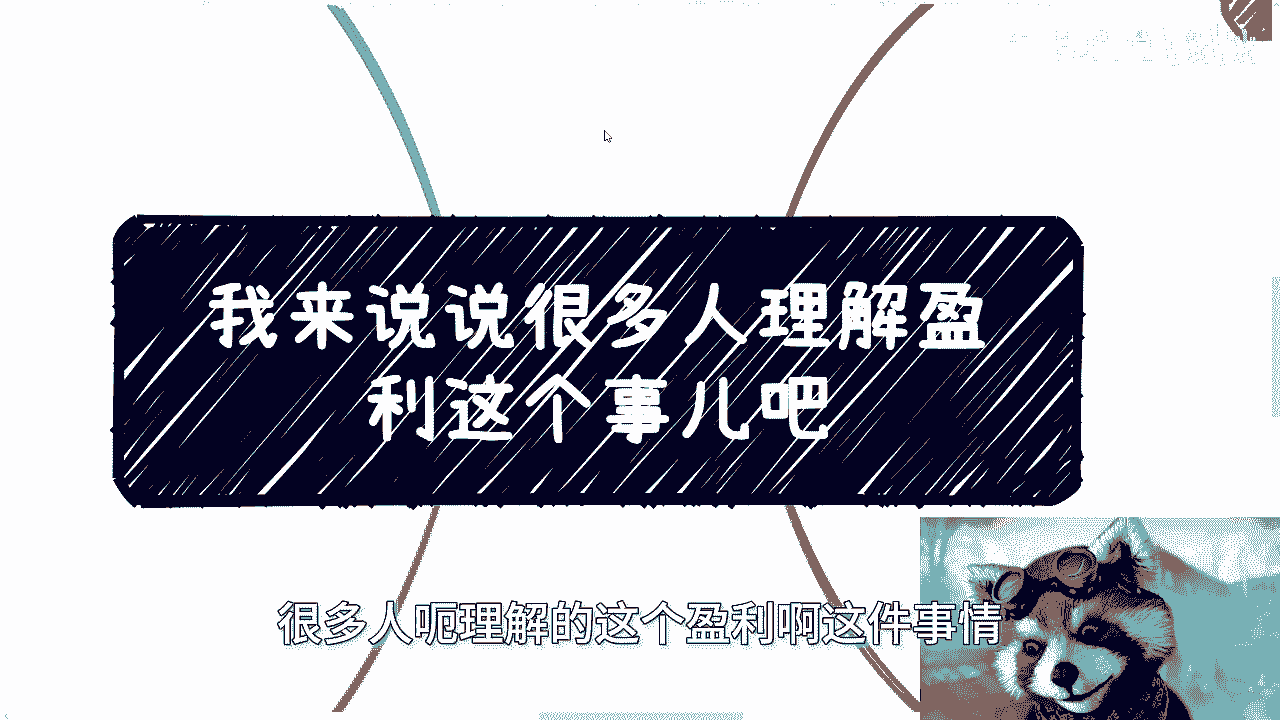 我来说说很多人理解盈
利这个事儿吧
很多人呃理解的这个盈利啊这件事情